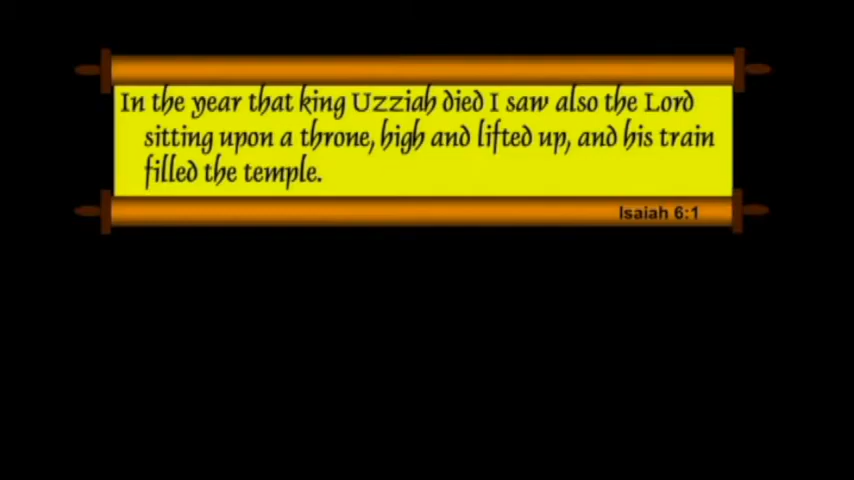 In the year that king Uzziah died I saw also the Lord
sitting upon a throne, high and lifted up, and his train
filled the temple.
Isaiah 6:1